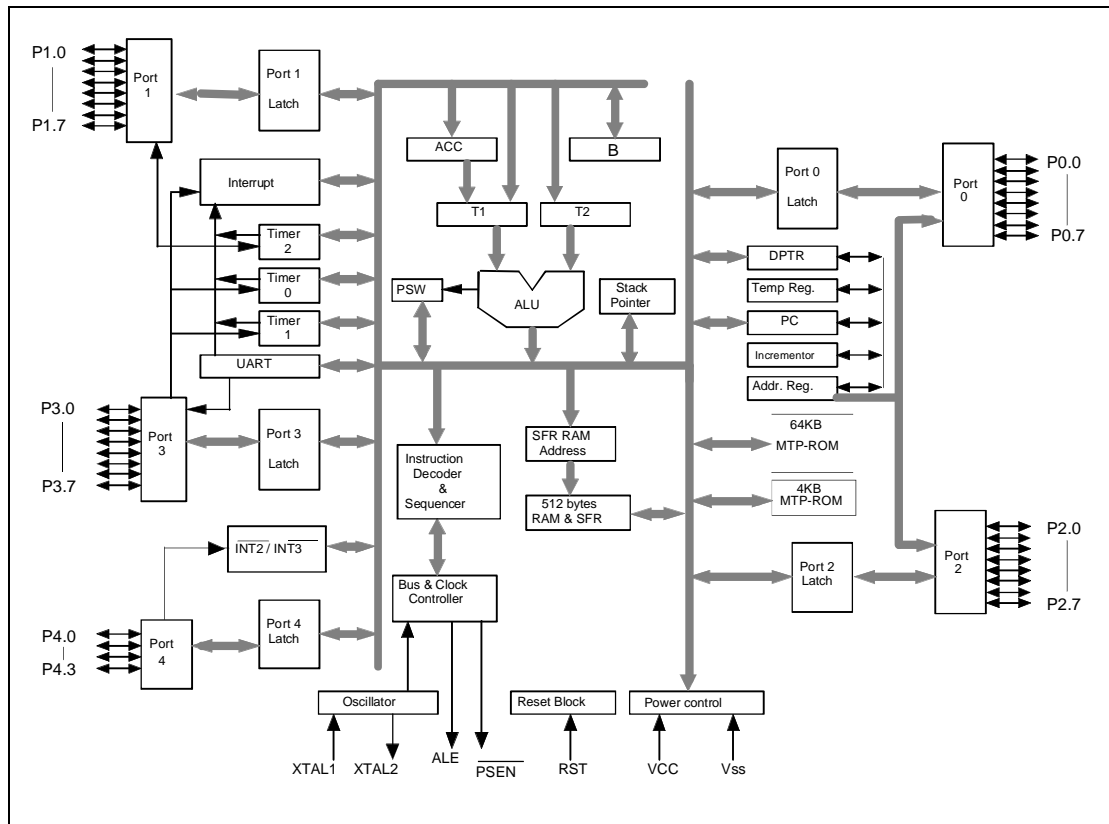 P1.0
P1.7
Port
1
Port 1
Latch
Interrupt
Timer
2
Timer
0
Timer
1
UART
P3.0
P3.7
Port
3
Port 3
Latch
INT2 / INT3
P4.0
P4.3
Port
4
Port 4
Latch
ACC
B
T1
T2
PSW
ALU
Stack
Pointer
Instruction
Decoder
&
Sequencer
SFR RAM
Address
512 bytes
RAM & SFR
Bus & Clock
Controller
Oscillator
Reset Block
Power control
XTAL1
XTAL2
ALE
PSEN
RST
VCC
Vss
Port 0
Latch
Port
0
P0.0
P0.7
DPTR
Temp Reg.
PC
Incrementor
Addr. Reg.
64KB
MTP-ROM
4KB
MTP-ROM
Port 2
Latch
Port
2
P2.0
P2.7